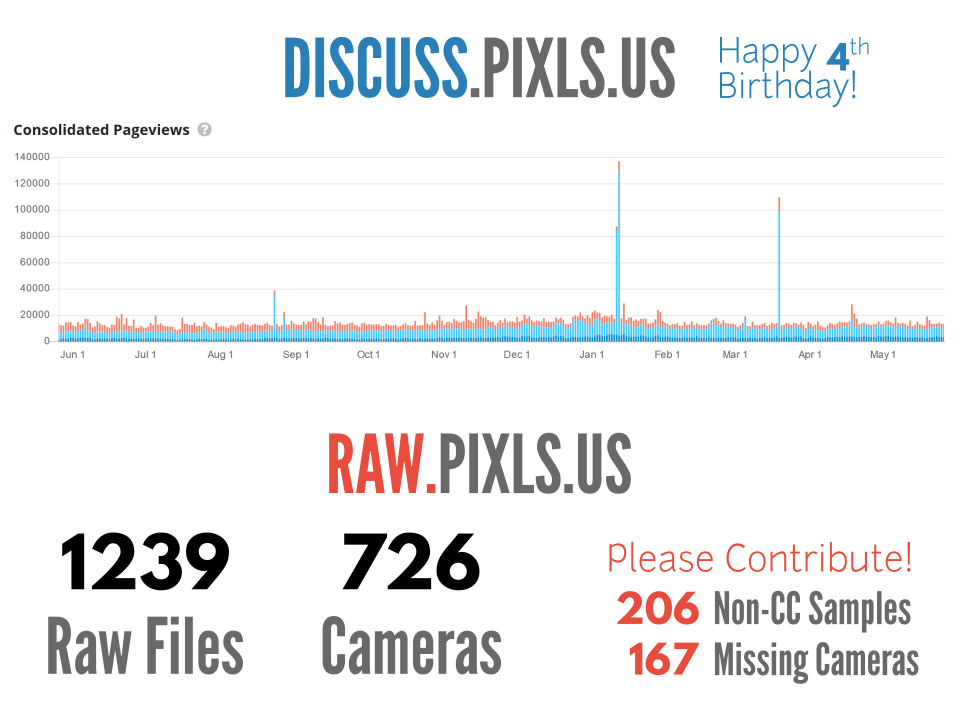 DISCUSS.PIXLS.US
Happy 4th
Birthday!
Consolidated Pageviews ?
140000
120000
100000
80000
60000
40000
20000
0
Jun 1 Jul 1 Aug 1 Sep 1 Oct 1 Nov 1 Dec 1 Jan 1 Feb 1 Mar 1 Apr 1 May 1
RAW.PIXLS.US
1239
Raw Files
726
Cameras
Please Contribute!
206 Non-CC Samples
167 Missing Cameras